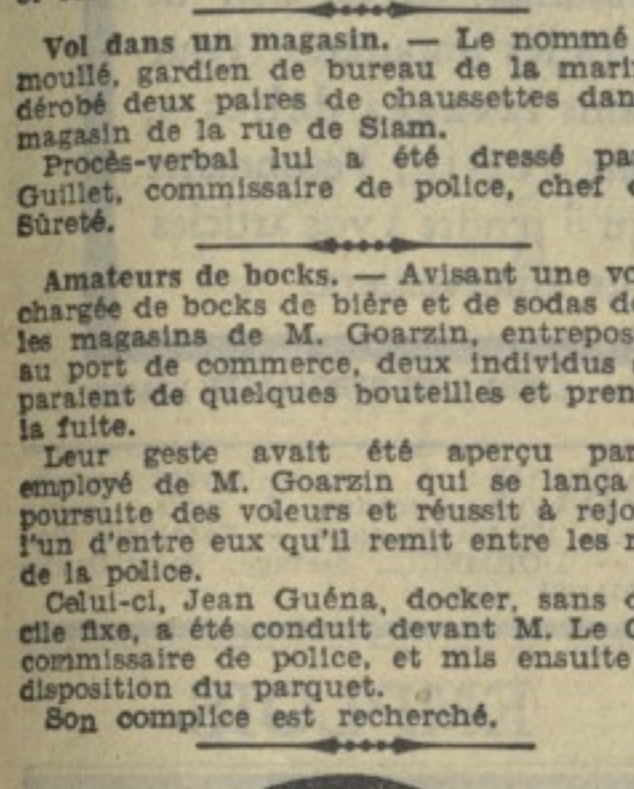 Vol dans un magasin. — Le nommé
moullé, gardien de bureau de la mari
dérobé deux paires de chaussettes dan
magasin de la rue de Siam.
Procès-verbal lui a été dressé pa
Guillet, commissaire de police, chef
Sûreté.
Amateurs de bocks. — Avisant une vo
chargée de bocks de bière et de sodas d
les magasins de M. Goarzin, entrepos
au port de commerce, deux individus
paraient de quelques bouteilles et pren
la fuite.
Leur geste avait été aperçu par
employé de M. Goarzin qui se lança
poursuite des voleurs et réussit à rejo
l'un d'entre eux qu'il remit entre les
de la police.
Celui-ci, Jean Guéna, docker, sans
cile fixe, a été conduit devant M. Le
commissaire de police, et mis ensuite
disposition du parquet.
Son complice est recherché.